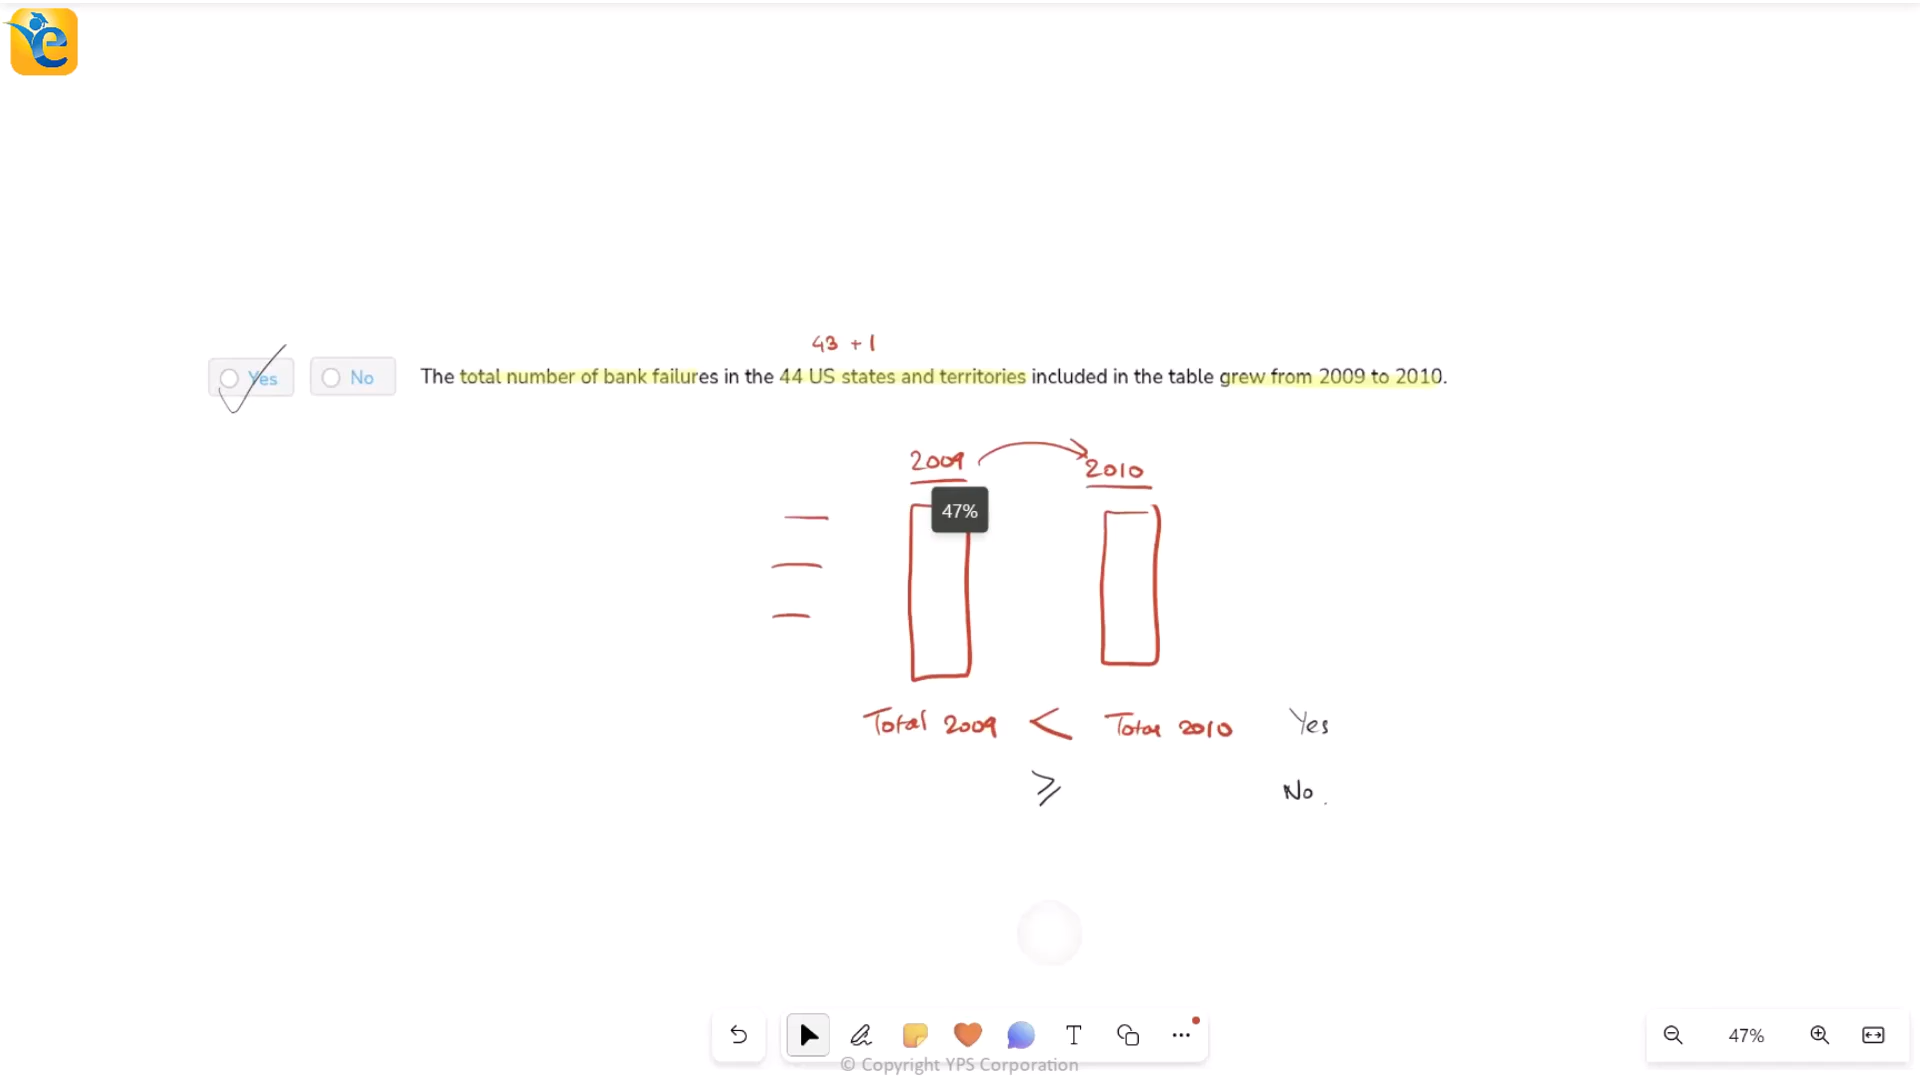 e
43 + 1
Yes No The total number of bank failures in the 44 US states and territories included in the table grew from 2009 to 2010.
2009 2010
47%
Total 2009 < Total 2010 Yes
≥ No.
T ... 47%
© Copyright YPS Corporation